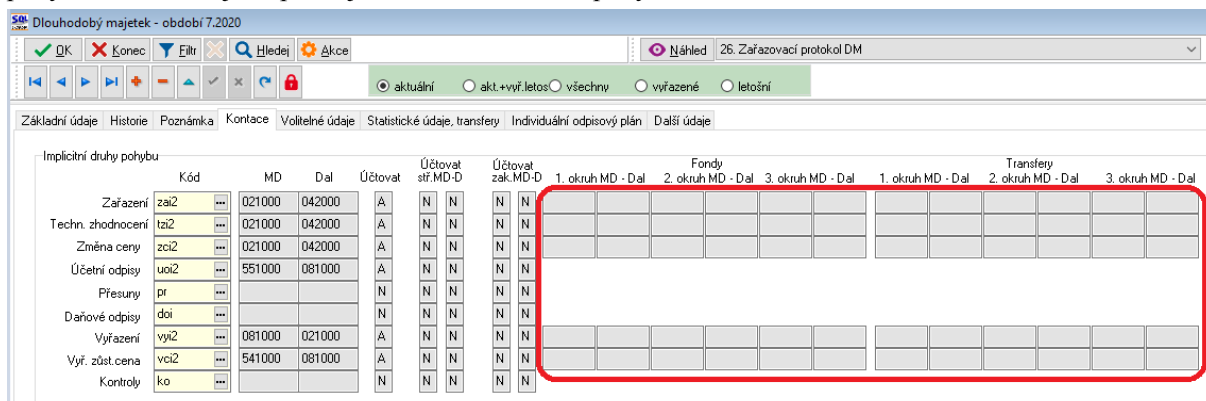 Dlouhodobý majetek - období 7.2020
OK Konec Filtr Hledej Akce Náhled 26. Zařazovací protokol DM
aktuální akt.+vyř.letos všechny vyřazené letošní
Základní údaje Historie Poznámka Kontace Volitelné údaje Statistické údaje, transfery Individuální odpisový plán Další údaje
Implicitní druhy pohybu Účtovat Účtovat Fondy Transfery
Kód MD Dal Účtovat stř.MD-D zak.MD-D 1. okruh MD - Dal 2. okruh MD - Dal 3. okruh MD - Dal 1. okruh MD - Dal 2. okruh MD - Dal 3. okruh MD - Dal
Zařazení zai2 ... 021000 042000 A N N N N
Techn. zhodnocení tzi2 ... 021000 042000 A N N N N
Změna ceny zci2 ... 021000 042000 A N N N N
Účetní odpisy uoi2 ... 551000 081000 A N N N N
Přesuny pr ... N N N N N
Daňové odpisy doi ... N N N N N
Vyřazení vyi2 ... 081000 021000 A N N N N
Vyř. zůst.cena vci2 ... 541000 081000 A N N N N
Kontroly ko ... N N N N N